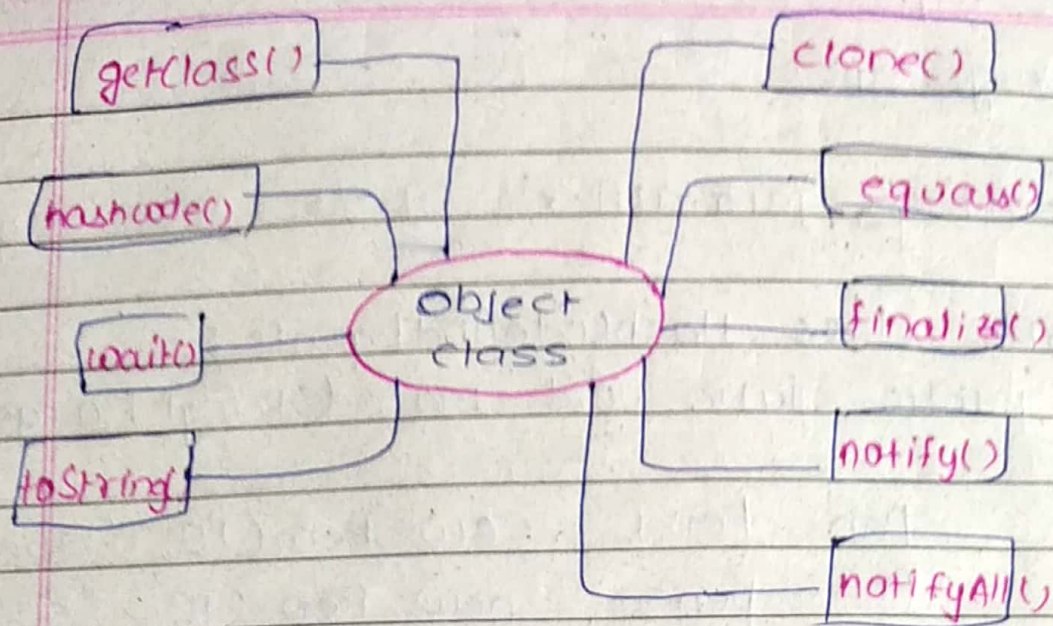 getClass()
clone()
hashcode()
equals()
object
class
finalize()
wait()
notify()
toString()
notifyAll()